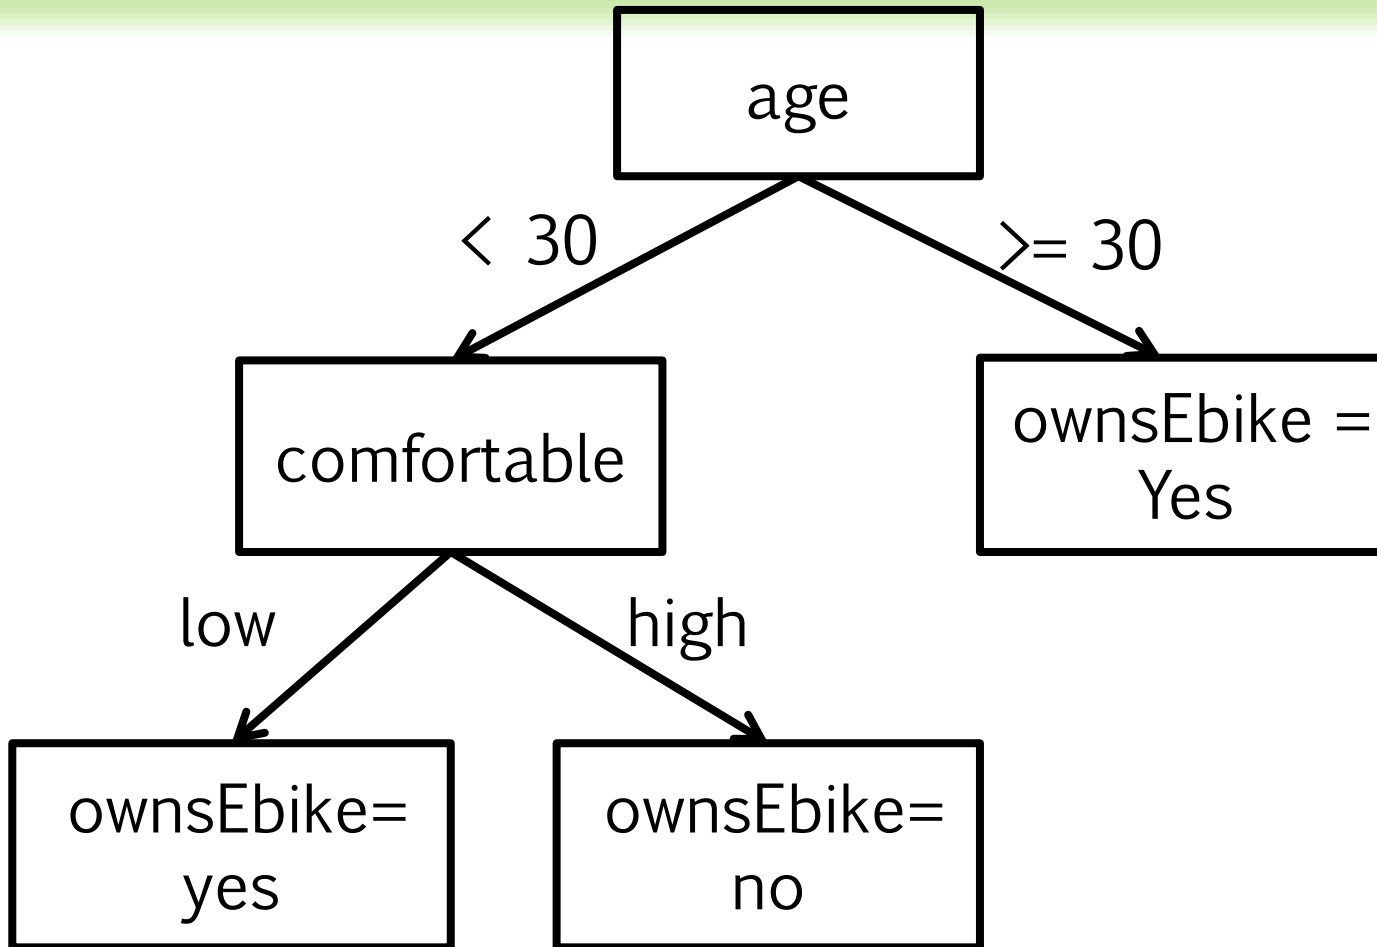 age
< 30
>= 30
comfortable
ownsEbike =
Yes
low
high
ownsEbike=
yes
ownsEbike=
no